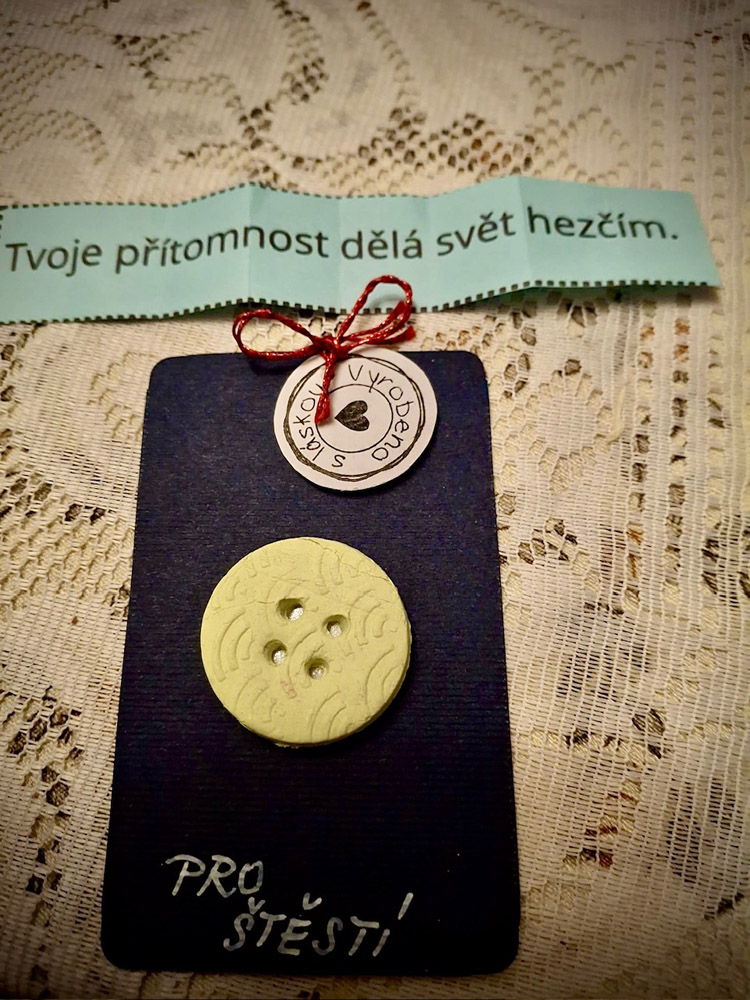 Tvoje přítomnost dělá svět hezčím.
vyrobeno
s láskou
PRO
ŠTĚSTÍ